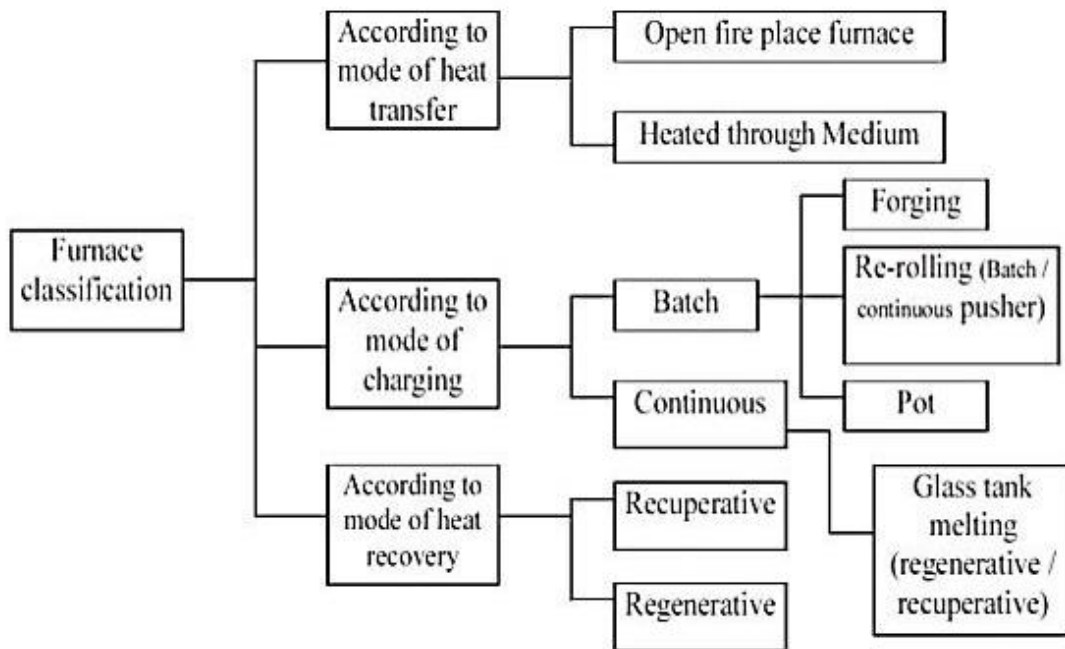 Furnace
classification
According to
mode of heat
transfer
Open fire place furnace
Heated through Medium
According to
mode of
charging
Batch
Forging
Re-rolling (Batch /
continuous pusher)
Pot
Continuous
Glass tank
melting
(regenerative /
recuperative)
According to
mode of heat
recovery
Recuperative
Regenerative